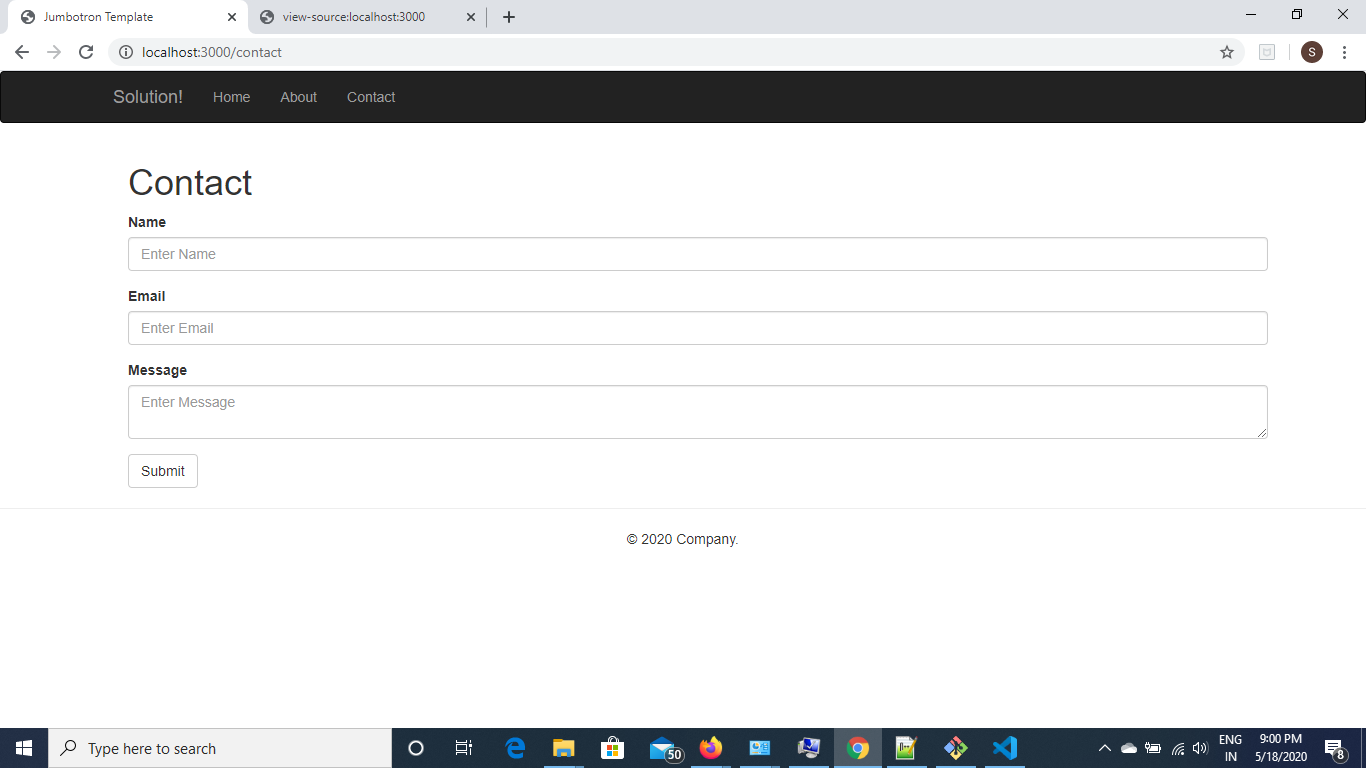 Jumbotron Template
view-source:localhost:3000
localhost:3000/contact
S
Solution! Home About Contact
Contact
Name
Enter Name
Email
Enter Email
Message
Enter Message
Submit
© 2020 Company.
Type here to search
50
ENG
IN
9:00 PM
5/18/2020
8